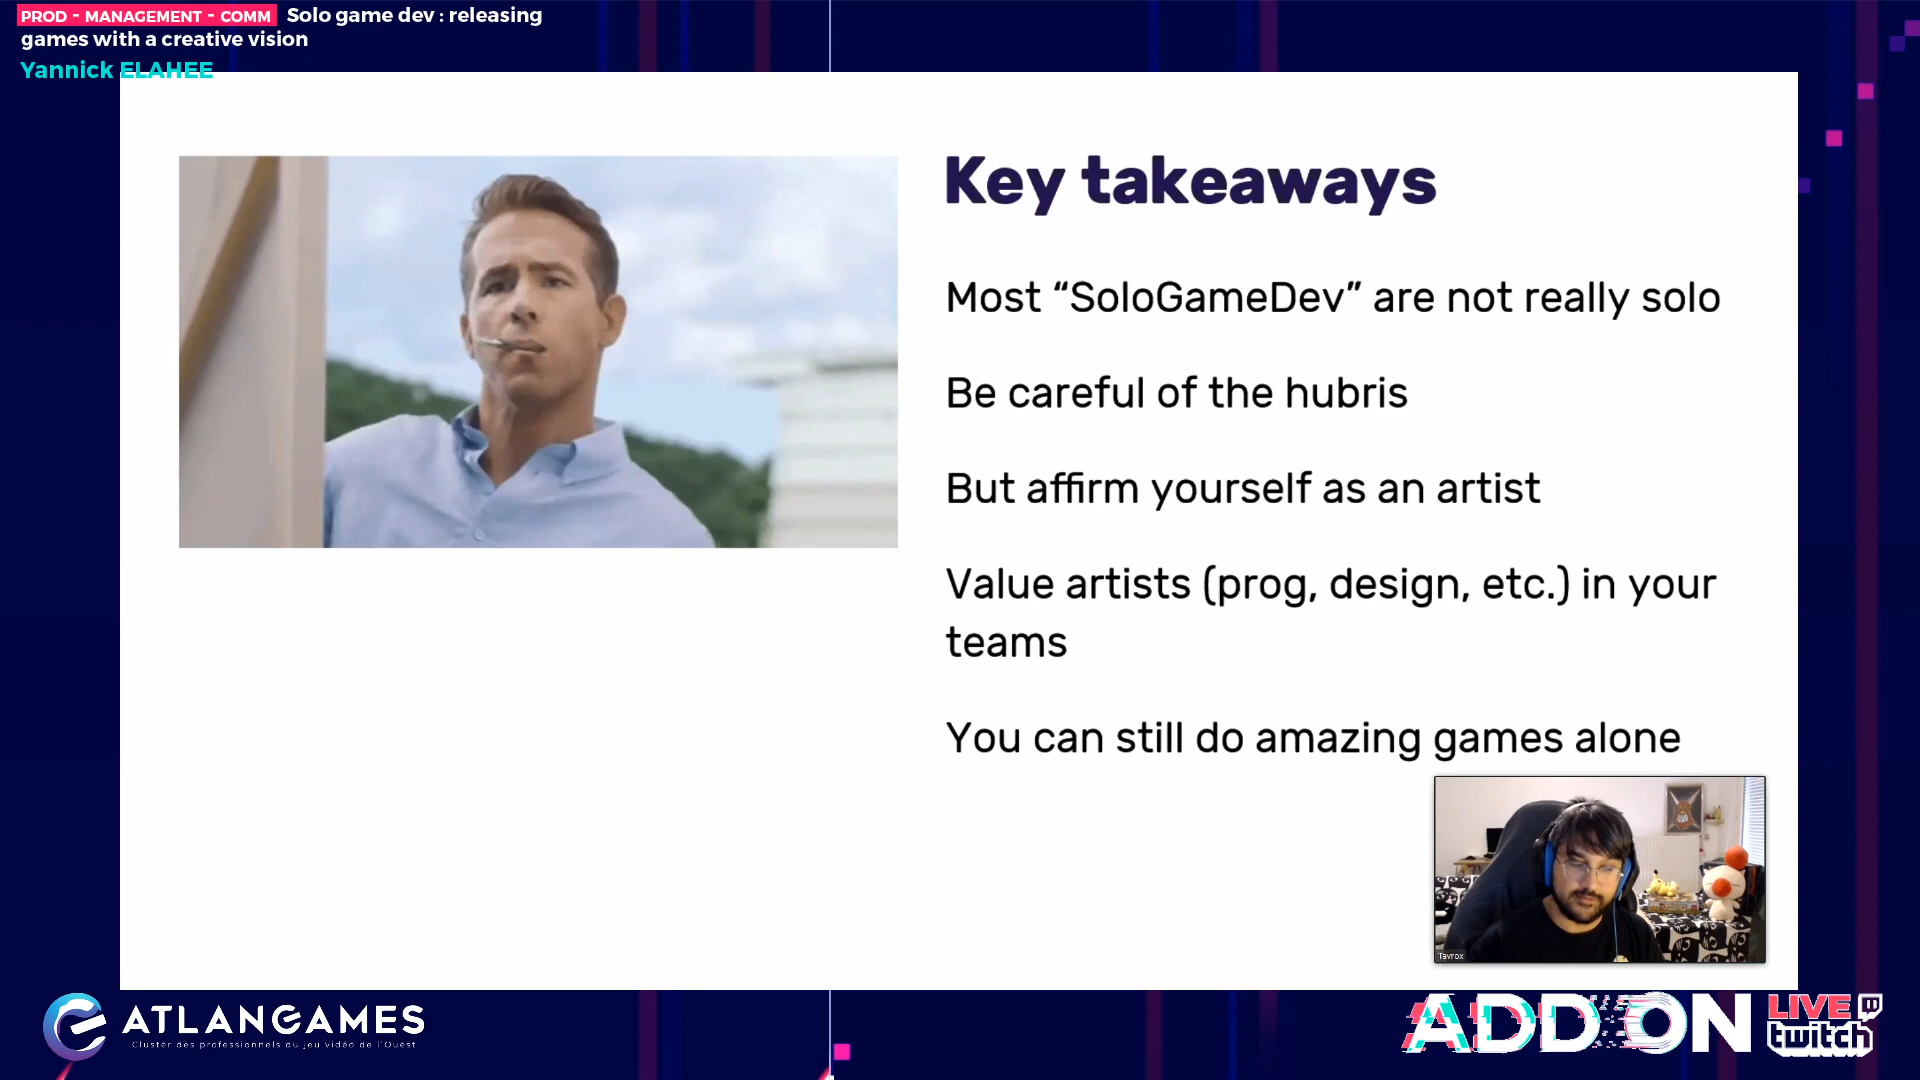 PROD - MANAGEMENT - COMM Solo game dev : releasing
games with a creative vision
Yannick ELAHEE
Key takeaways
Most “SoloGameDev” are not really solo
Be careful of the hubris
But affirm yourself as an artist
Value artists (prog, design, etc.) in your
teams
You can still do amazing games alone
Tavrox
ATLANGAMES
Cluster des professionnels du jeu vidéo de l'Ouest
ADD ON
LIVE
twitch